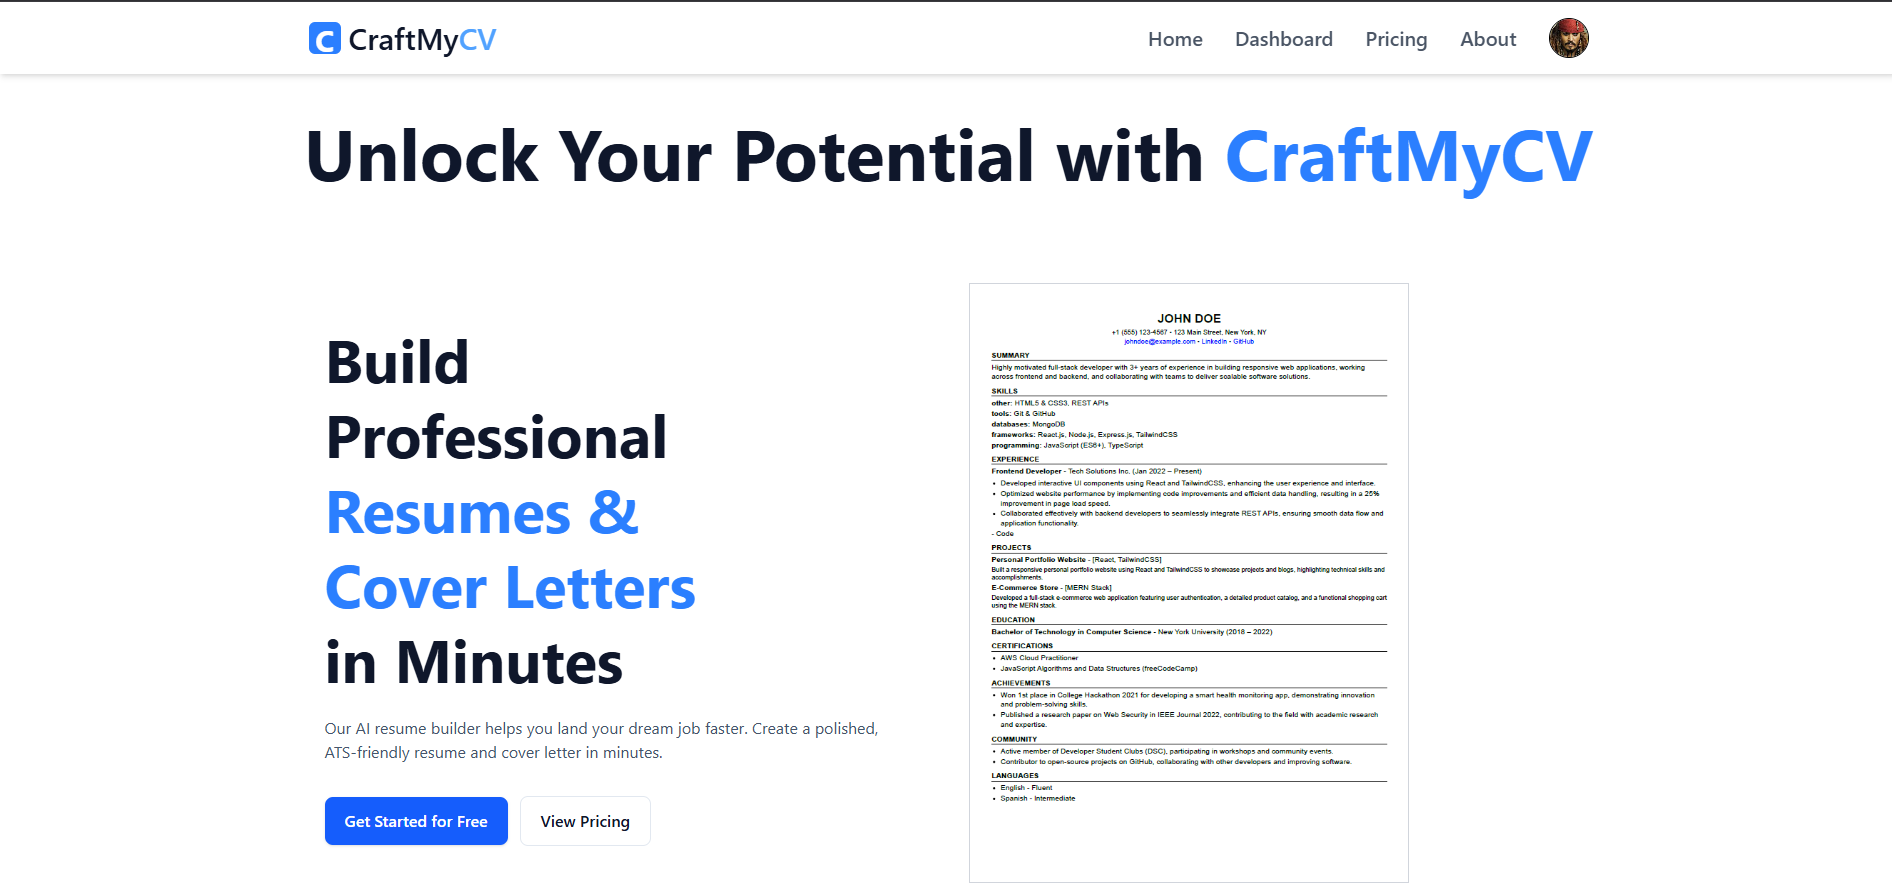 C CraftMyCV
Home Dashboard Pricing About
Unlock Your Potential with CraftMyCV
Build
Professional
Resumes &
Cover Letters
in Minutes
Our AI resume builder helps you land your dream job faster. Create a polished,
ATS-friendly resume and cover letter in minutes.
Get Started for Free View Pricing
JOHN DOE
+1 (555) 123-4567 • 123 Main Street, New York, NY
johndoe@example.com • LinkedIn • GitHub
SUMMARY
Highly motivated full-stack developer with 3+ years of experience in building responsive web applications, working
across frontend and backend, and collaborating with teams to deliver scalable software solutions.
SKILLS
other: HTML5 & CSS3, REST APIs
tools: Git & GitHub
databases: MongoDB
frameworks: React.js, Node.js, Express.js, TailwindCSS
programming: JavaScript (ES6+), TypeScript
EXPERIENCE
Frontend Developer - Tech Solutions Inc. (Jan 2022 – Present)
• Developed interactive UI components using React and TailwindCSS, enhancing the user experience and interface.
• Optimized website performance by implementing code improvements and efficient data handling, resulting in a 25%
improvement in page load speed.
• Collaborated effectively with backend developers to seamlessly integrate REST APIs, ensuring smooth data flow and
application functionality.
- Code
PROJECTS
Personal Portfolio Website - [React, TailwindCSS]
Built a responsive personal portfolio website using React and TailwindCSS to showcase projects and blogs, highlighting technical skills and
accomplishments.
E-Commerce Store - [MERN Stack]
Developed a full-stack e-commerce web application featuring user authentication, a detailed product catalog, and a functional shopping cart
using the MERN stack.
EDUCATION
Bachelor of Technology in Computer Science - New York University (2018 – 2022)
CERTIFICATIONS
• AWS Cloud Practitioner
• JavaScript Algorithms and Data Structures (freeCodeCamp)
ACHIEVEMENTS
• Won 1st place in College Hackathon 2021 for developing a smart health monitoring app, demonstrating innovation
and problem-solving skills.
• Published a research paper on Web Security in IEEE Journal 2022, contributing to the field with academic research
and expertise.
COMMUNITY
• Active member of Developer Student Clubs (DSC), participating in workshops and community events.
• Contributor to open-source projects on GitHub, collaborating with other developers and improving software.
LANGUAGES
• English - Fluent
• Spanish - Intermediate